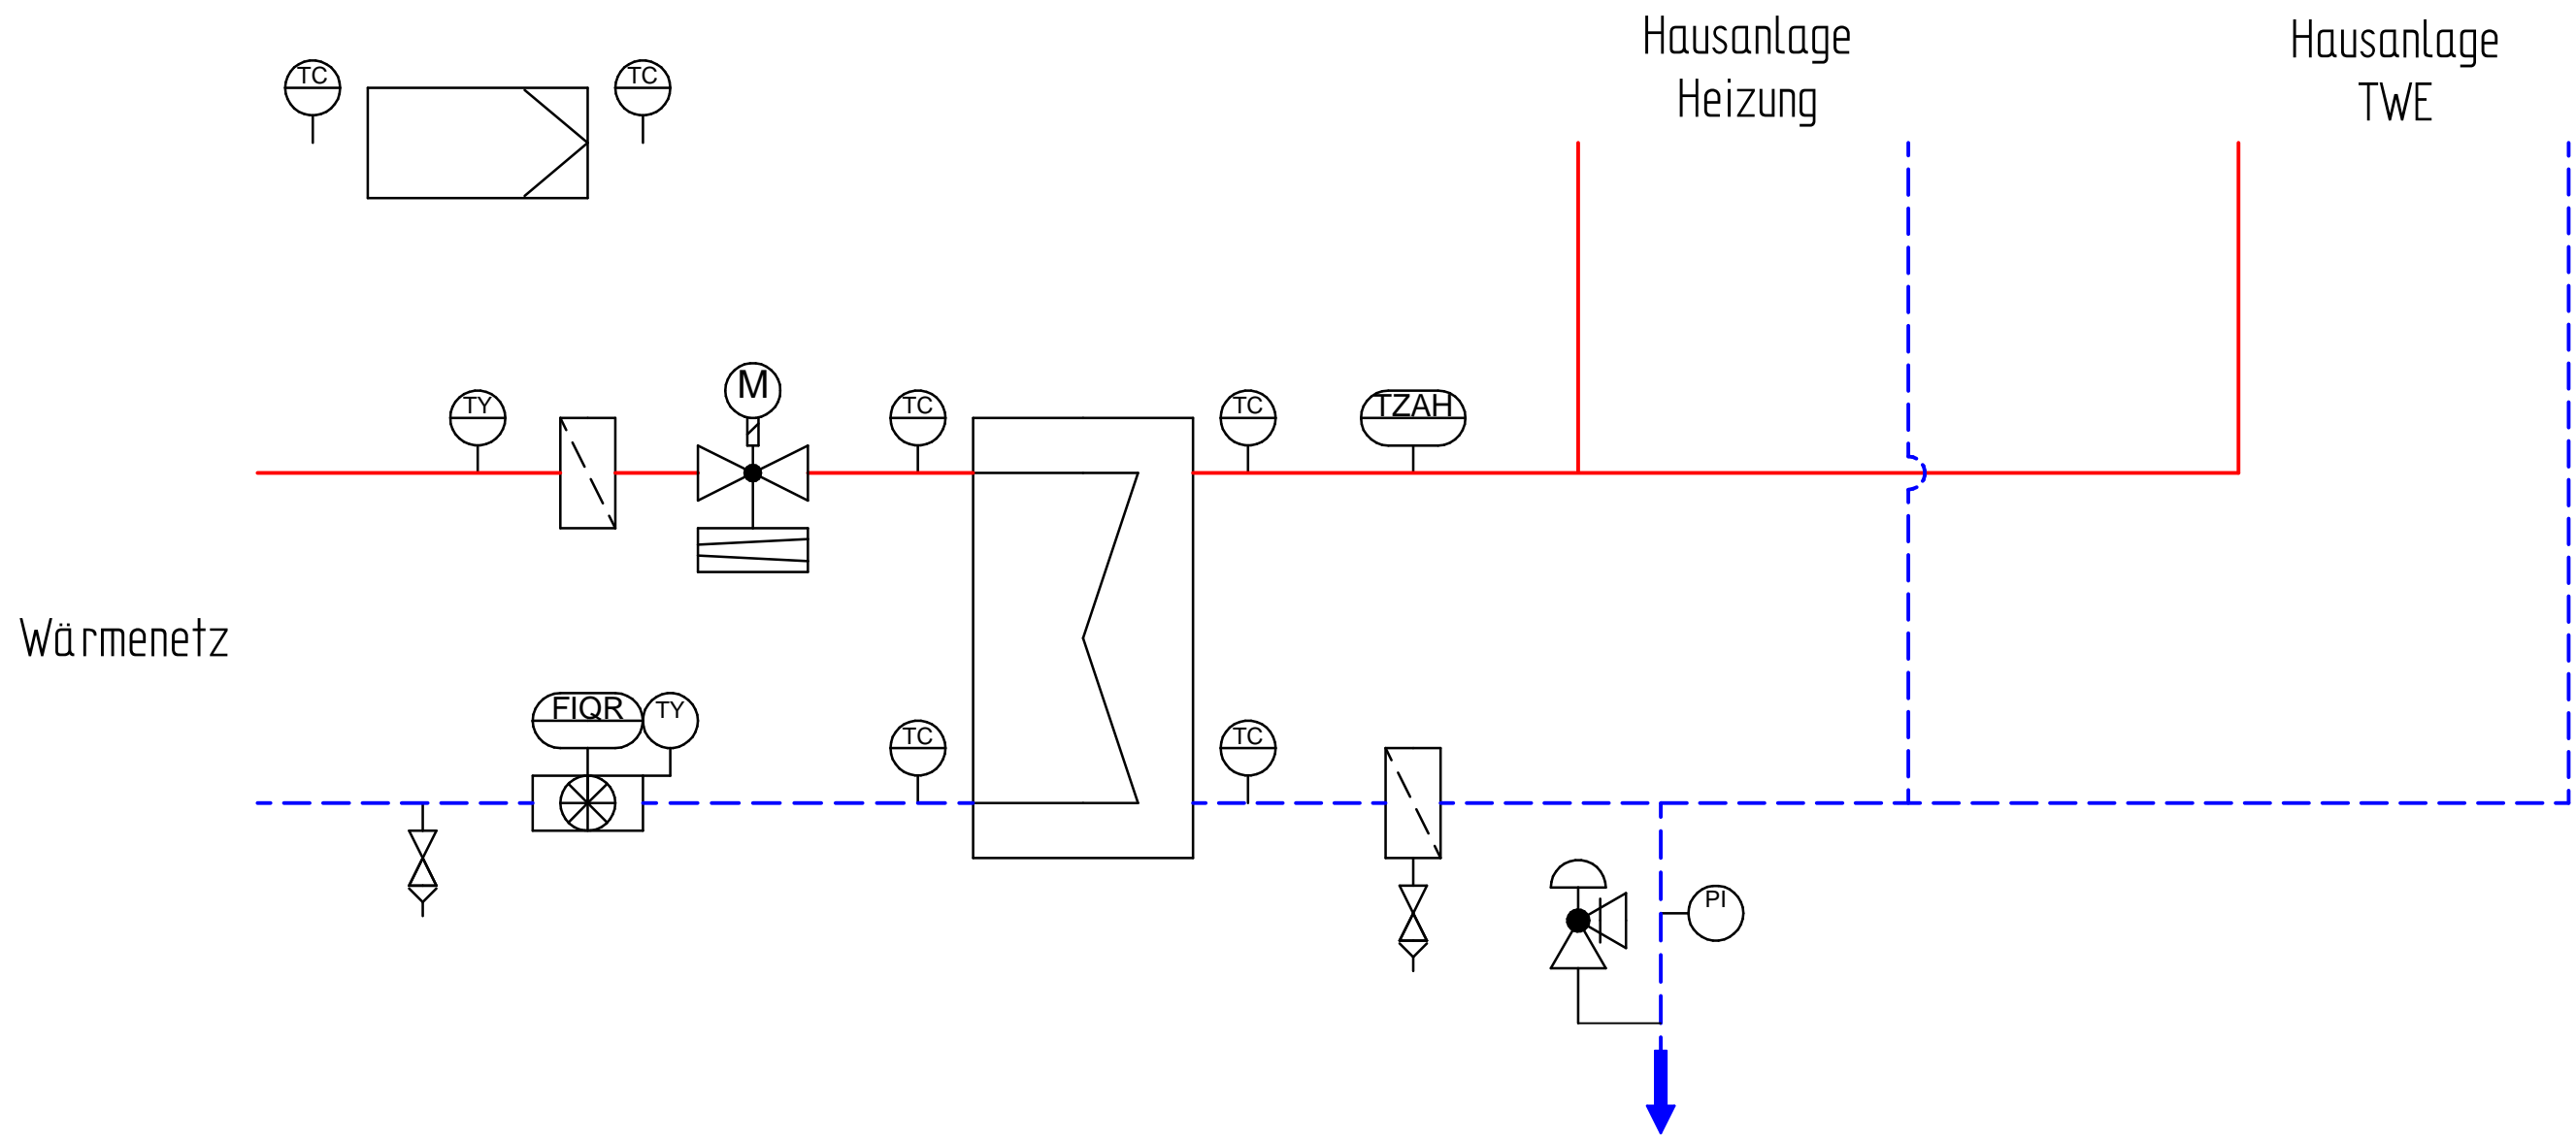 Hausanlage
Heizung
Hausanlage
TWE
TC
TC
M
TY
TC
TC
TZAH
Wärmenetz
FIQR
TY
TC
TC
PI